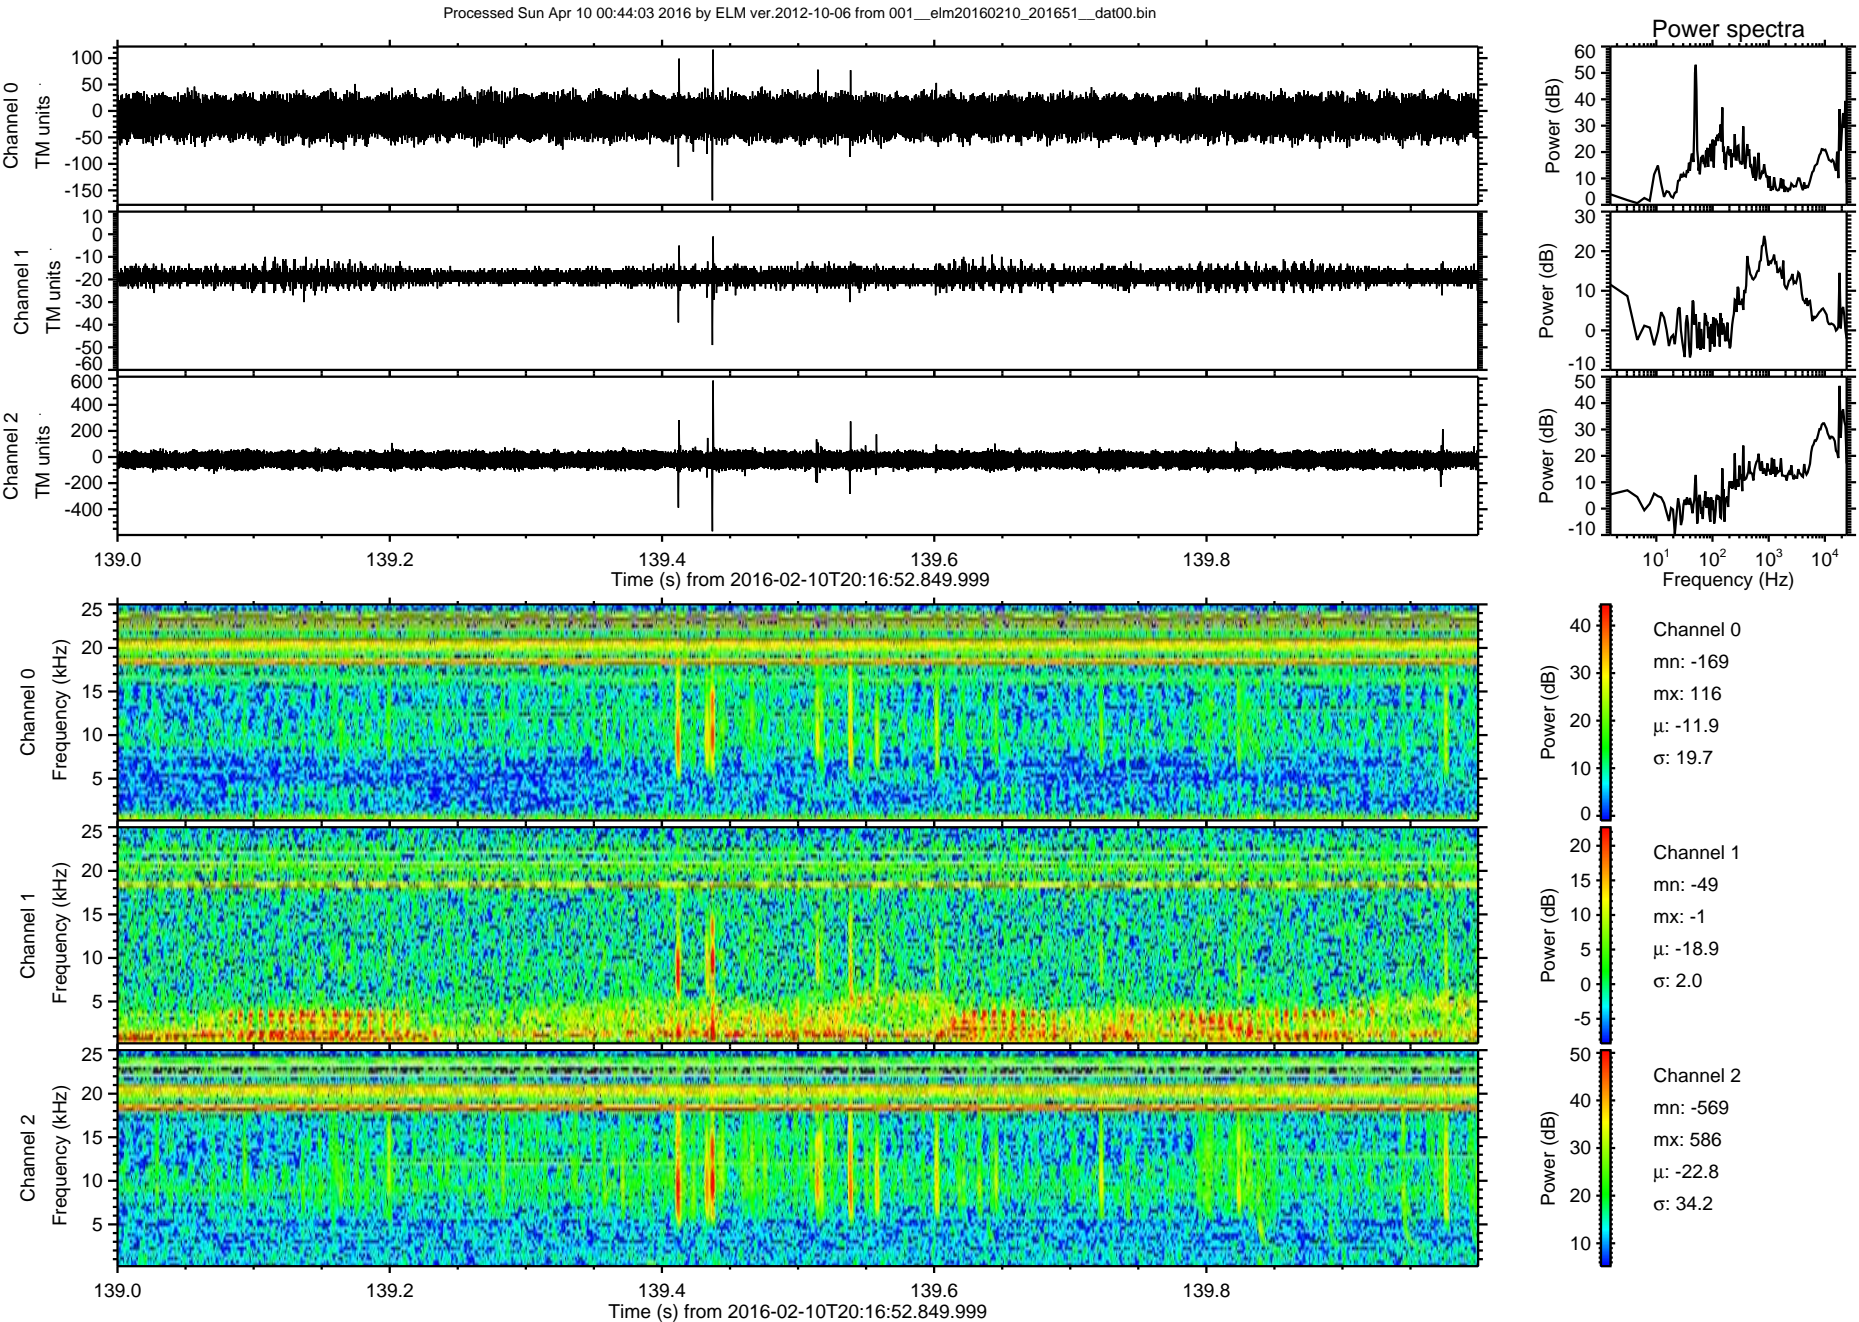 Processed Sun Apr 10 00:44:03 2016 by ELM ver.2012-10-06 from 001__elm20160210_201651__dat00.bin
Power spectra
Channel 0
TM units
100
50
0
-50
-100
-150
Power (dB)
60
50
40
30
20
10
0
Channel 1
TM units
10
0
-10
-20
-30
-40
-50
-60
Power (dB)
30
20
10
0
-10
Channel 2
TM units
600
400
200
0
-200
-400
Power (dB)
50
40
30
20
10
0
-10
139.0 139.2 139.4 139.6 139.8
Time (s) from 2016-02-10T20:16:52.849.999
10^1 10^2 10^3 10^4
Frequency (Hz)
Channel 0
Frequency (kHz)
25
20
15
10
5
Power (dB)
40
30
20
10
0
Channel 0
mn: -169
mx: 116
μ: -11.9
σ: 19.7
Channel 1
Frequency (kHz)
25
20
15
10
5
Power (dB)
20
15
10
5
0
-5
Channel 1
mn: -49
mx: -1
μ: -18.9
σ: 2.0
Channel 2
Frequency (kHz)
25
20
15
10
5
Power (dB)
50
40
30
20
10
Channel 2
mn: -569
mx: 586
μ: -22.8
σ: 34.2
139.0 139.2 139.4 139.6 139.8
Time (s) from 2016-02-10T20:16:52.849.999